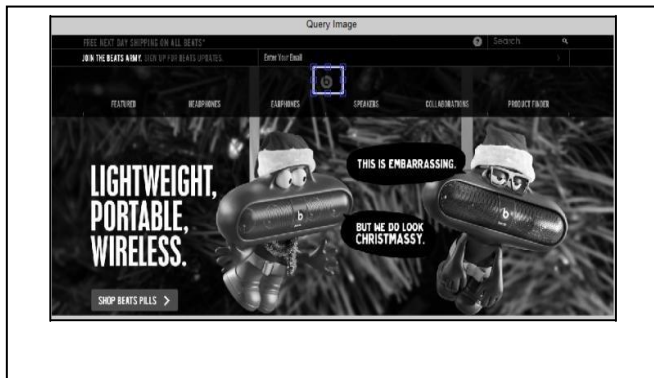 Query Image
FREE NEXT DAY SHIPPING ON ALL BEATS*
? Search
JOIN THE BEATS ARMY. SIGN UP FOR BEATS UPDATES. Enter Your Email
b
FEATURED HEADPHONES EARPHONES SPEAKERS COLLABORATIONS PRODUCT FINDER
THIS IS EMBARRASSING.
LIGHTWEIGHT,
PORTABLE,
WIRELESS.
b
b
BUT WE DO LOOK
CHRISTMASSY.
SHOP BEATS PILLS >